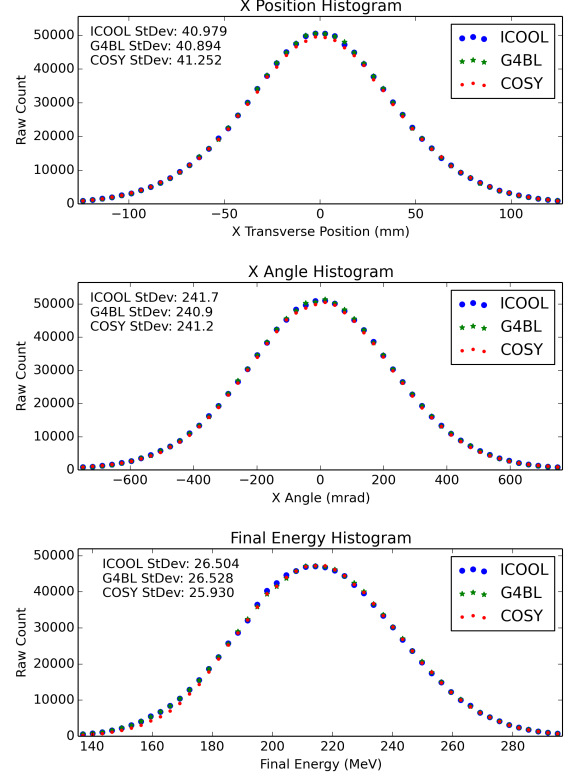 X Position Histogram
ICOOL StDev: 40.979
G4BL StDev: 40.894
COSY StDev: 41.252
ICOOL
G4BL
COSY
50000
40000
30000
20000
10000
0
Raw Count
−100 −50 0 50 100
X Transverse Position (mm)
X Angle Histogram
ICOOL StDev: 241.7
G4BL StDev: 240.9
COSY StDev: 241.2
ICOOL
G4BL
COSY
50000
40000
30000
20000
10000
0
Raw Count
−600 −400 −200 0 200 400 600
X Angle (mrad)
Final Energy Histogram
ICOOL StDev: 26.504
G4BL StDev: 26.528
COSY StDev: 25.930
ICOOL
G4BL
COSY
50000
40000
30000
20000
10000
0
Raw Count
140 160 180 200 220 240 260 280
Final Energy (MeV)